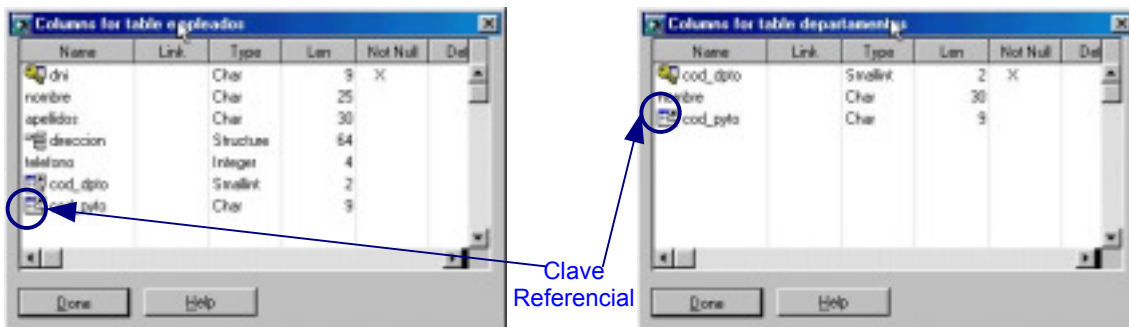 Columns for table empleados
Name Link Type Len Not Null Del
dni Char 9 X
nombre Char 25
apellidos Char 30
direccion Structure 64
telefono Integer 4
cod_dpto Smallint 2
cod_pyto Char 9
Done Help
Clave
Referencial
Columns for table departamentos
Name Link Type Len Not Null Del
cod_dpto Smallint 2 X
nombre Char 30
cod_pyto Char 9
Done Help